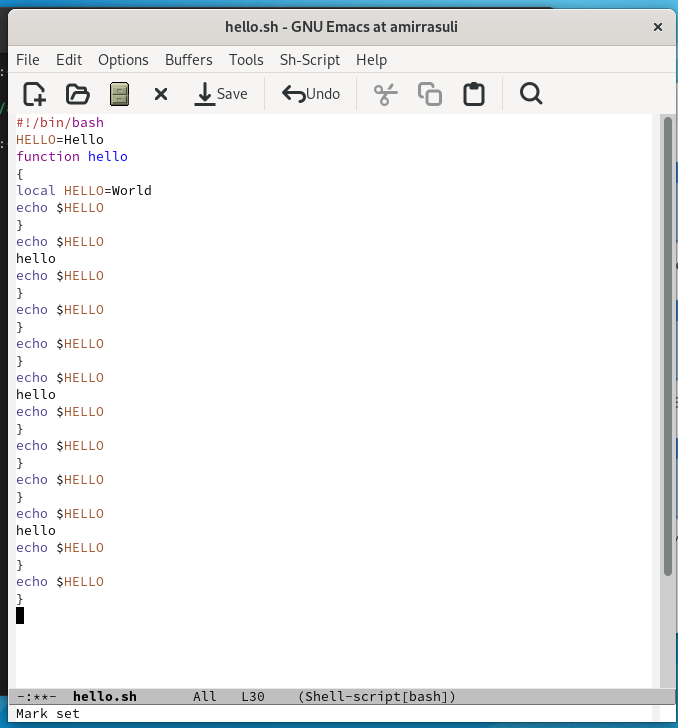 hello.sh - GNU Emacs at amirrasuli ×
File Edit Options Buffers Tools Sh-Script Help
Save Undo
#!/bin/bash
HELLO=Hello
function hello
{
local HELLO=World
echo $HELLO
}
echo $HELLO
hello
echo $HELLO
}
echo $HELLO
}
echo $HELLO
}
echo $HELLO
hello
echo $HELLO
}
echo $HELLO
}
echo $HELLO
}
echo $HELLO
hello
echo $HELLO
}
echo $HELLO
}
-:**- hello.sh All L30 (Shell-script[bash])
Mark set